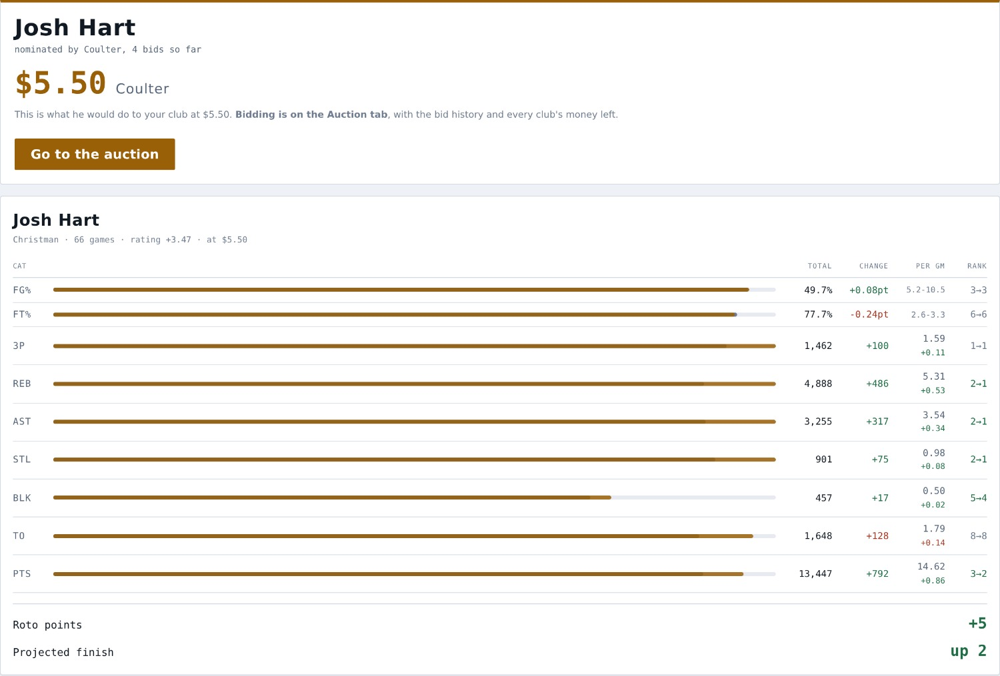 Josh Hart
nominated by Coulter, 4 bids so far
$5.50 Coulter
This is what he would do to your club at $5.50. Bidding is on the Auction tab, with the bid history and every club's money left.
Go to the auction
Josh Hart
Christman · 66 games · rating +3.47 · at $5.50
CAT TOTAL CHANGE PER GM RANK
FG% 49.7% +0.08pt 5.2-10.5 3→3
FT% 77.7% -0.24pt 2.6-3.3 6→6
3P 1,462 +100 1.59 +0.11 1→1
REB 4,888 +486 5.31 +0.53 2→1
AST 3,255 +317 3.54 +0.34 2→1
STL 901 +75 0.98 +0.08 2→1
BLK 457 +17 0.50 +0.02 5→4
TO 1,648 +128 1.79 +0.14 8→8
PTS 13,447 +792 14.62 +0.86 3→2
Roto points +5
Projected finish up 2